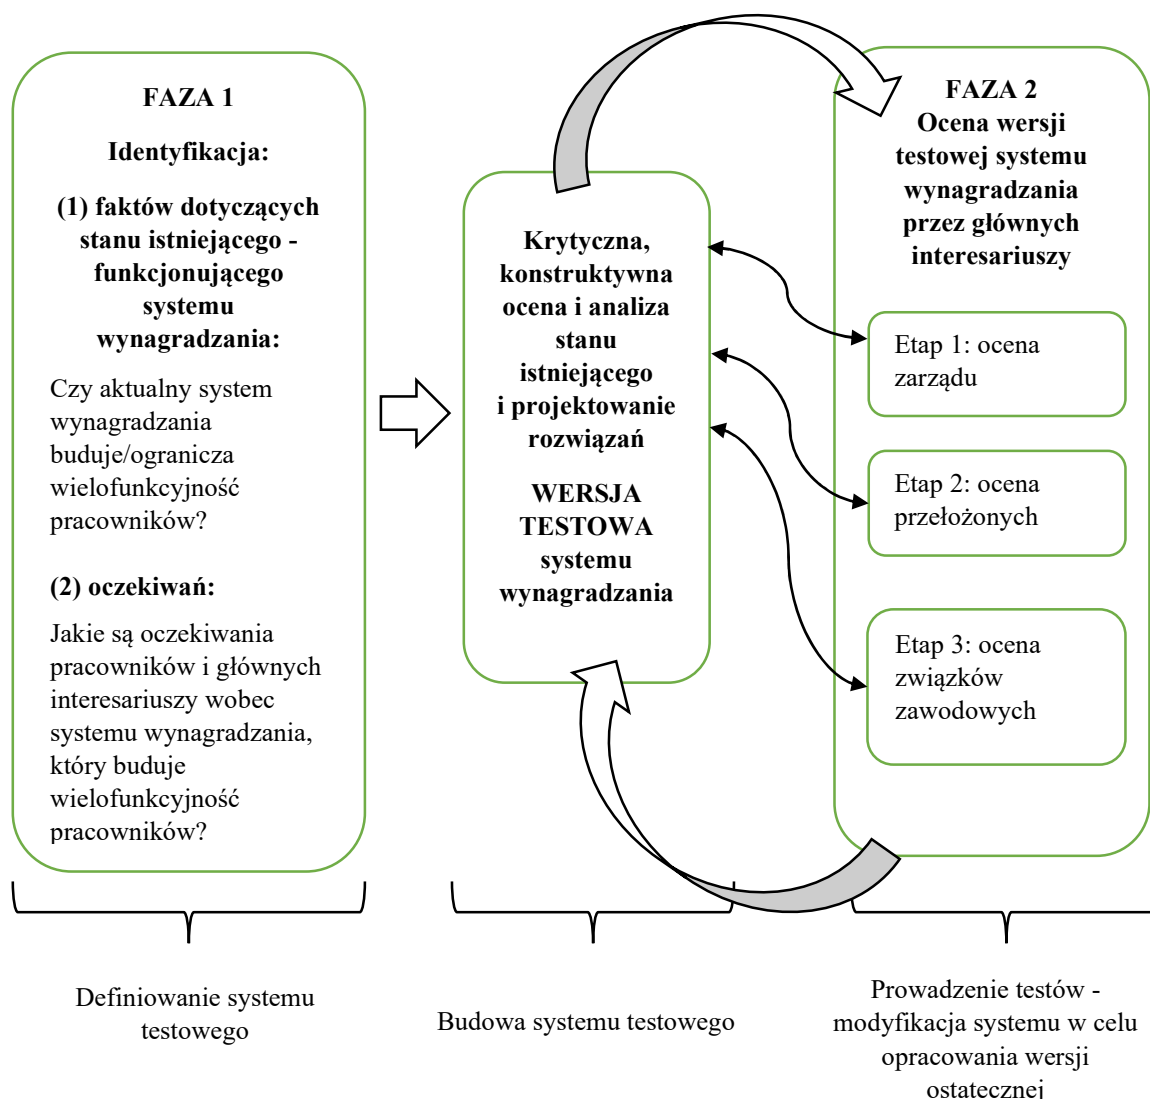 FAZA 1
Identyfikacja:
(1) faktów dotyczących
stanu istniejącego -
funkcjonującego
systemu
wynagradzania:
Czy aktualny system
wynagradzania
buduje/ogranicza
wielofunkcyjność
pracowników?
(2) oczekiwań:
Jakie są oczekiwania
pracowników i głównych
interesariuszy wobec
systemu wynagradzania,
który buduje
wielofunkcyjność
pracowników?
Krytyczna,
konstruktywna
ocena i analiza
stanu
istniejącego
i projektowanie
rozwiązań
WERSJA
TESTOWA
systemu
wynagradzania
FAZA 2
Ocena wersji
testowej systemu
wynagradzania
przez głównych
interesariuszy
Etap 1: ocena
zarządu
Etap 2: ocena
przełożonych
Etap 3: ocena
związków
zawodowych
Definiowanie systemu
testowego
Budowa systemu testowego
Prowadzenie testów -
modyfikacja systemu w celu
opracowania wersji
ostatecznej